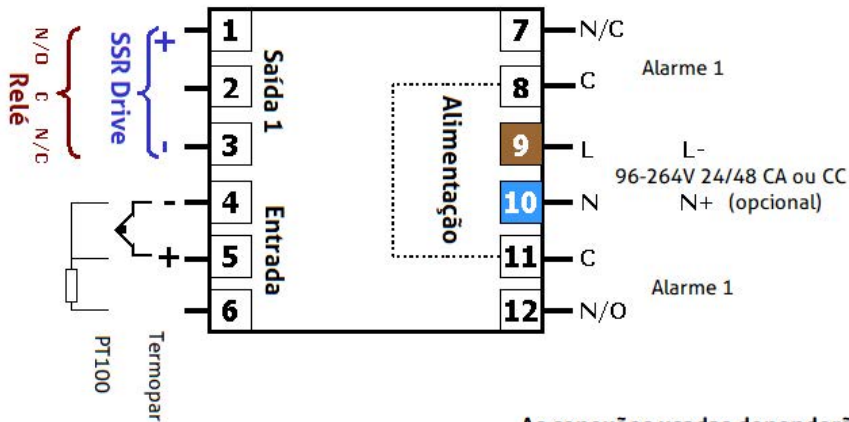 N/O C N/C
Relé
SSR Drive
+
-
1
2
3
4
5
6
Saída 1
Entrada
-
+
PT100
Termopar
Alimentação
7 N/C
8 C
Alarme 1
9 L L-
96-264V 24/48 CA ou CC
10 N N+ (opcional)
11 C
Alarme 1
12 N/O